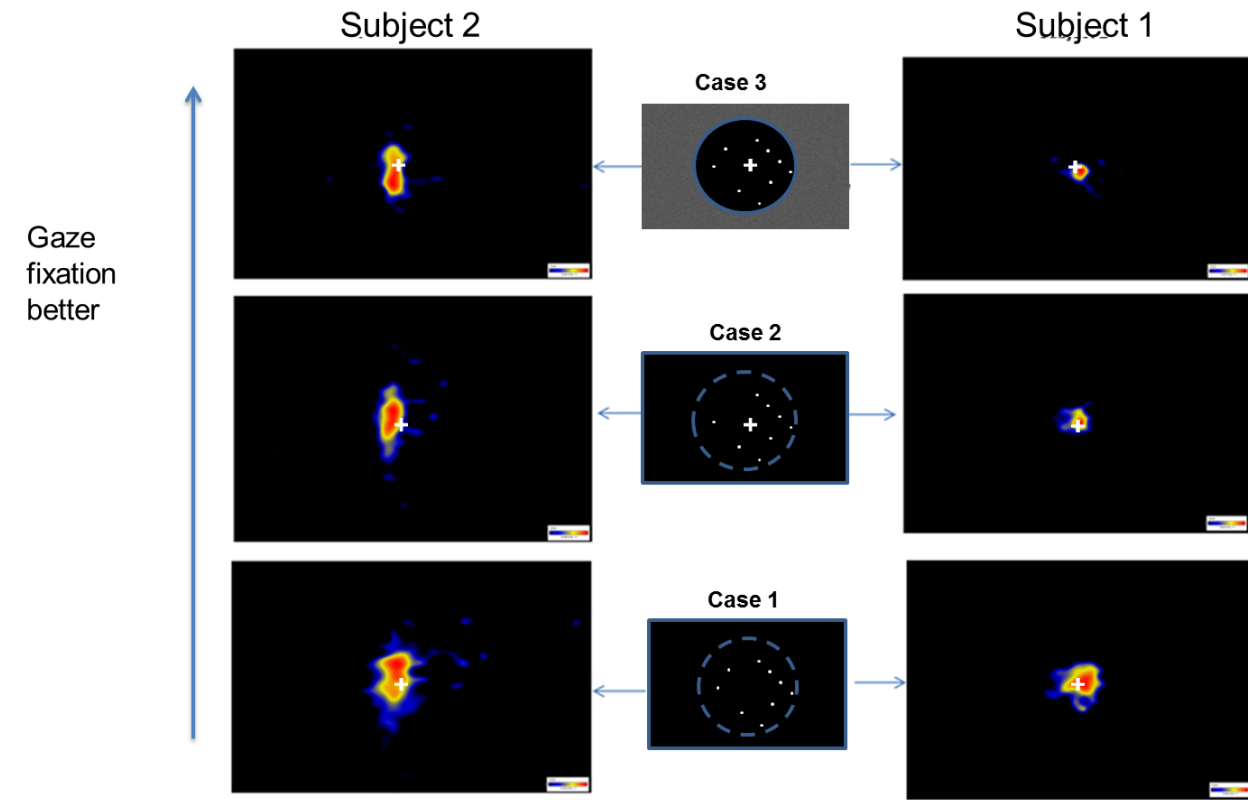 Subject 2
Subject 1
Case 3
Gaze
fixation
better
Case 2
Case 1